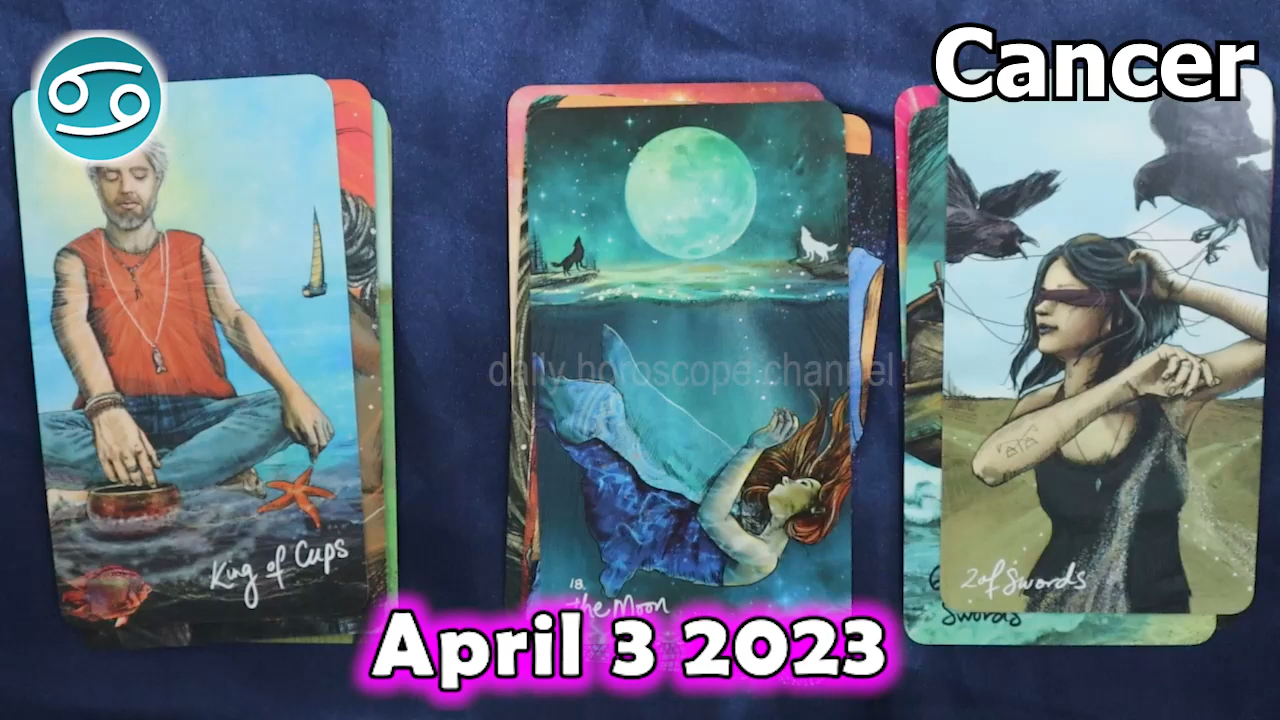 Cancer
daily horoscope channel
King of Cups
18.
the Moon
2 of Swords
Swords
April 3 2023